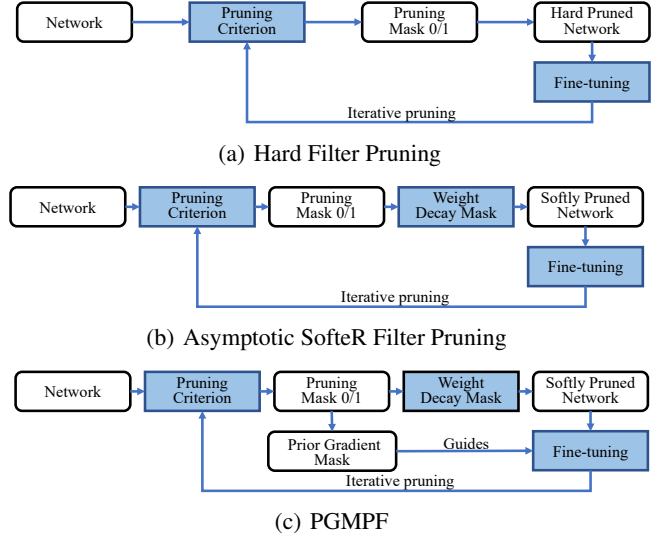 Network
Pruning
Criterion
Pruning
Mask 0/1
Hard Pruned
Network
Fine-tuning
Iterative pruning
(a) Hard Filter Pruning
Network
Pruning
Criterion
Pruning
Mask 0/1
Weight
Decay Mask
Softly Pruned
Network
Fine-tuning
Iterative pruning
(b) Asymptotic SofteR Filter Pruning
Network
Pruning
Criterion
Pruning
Mask 0/1
Weight
Decay Mask
Softly Pruned
Network
Prior Gradient
Mask
Guides
Fine-tuning
Iterative pruning
(c) PGMPF